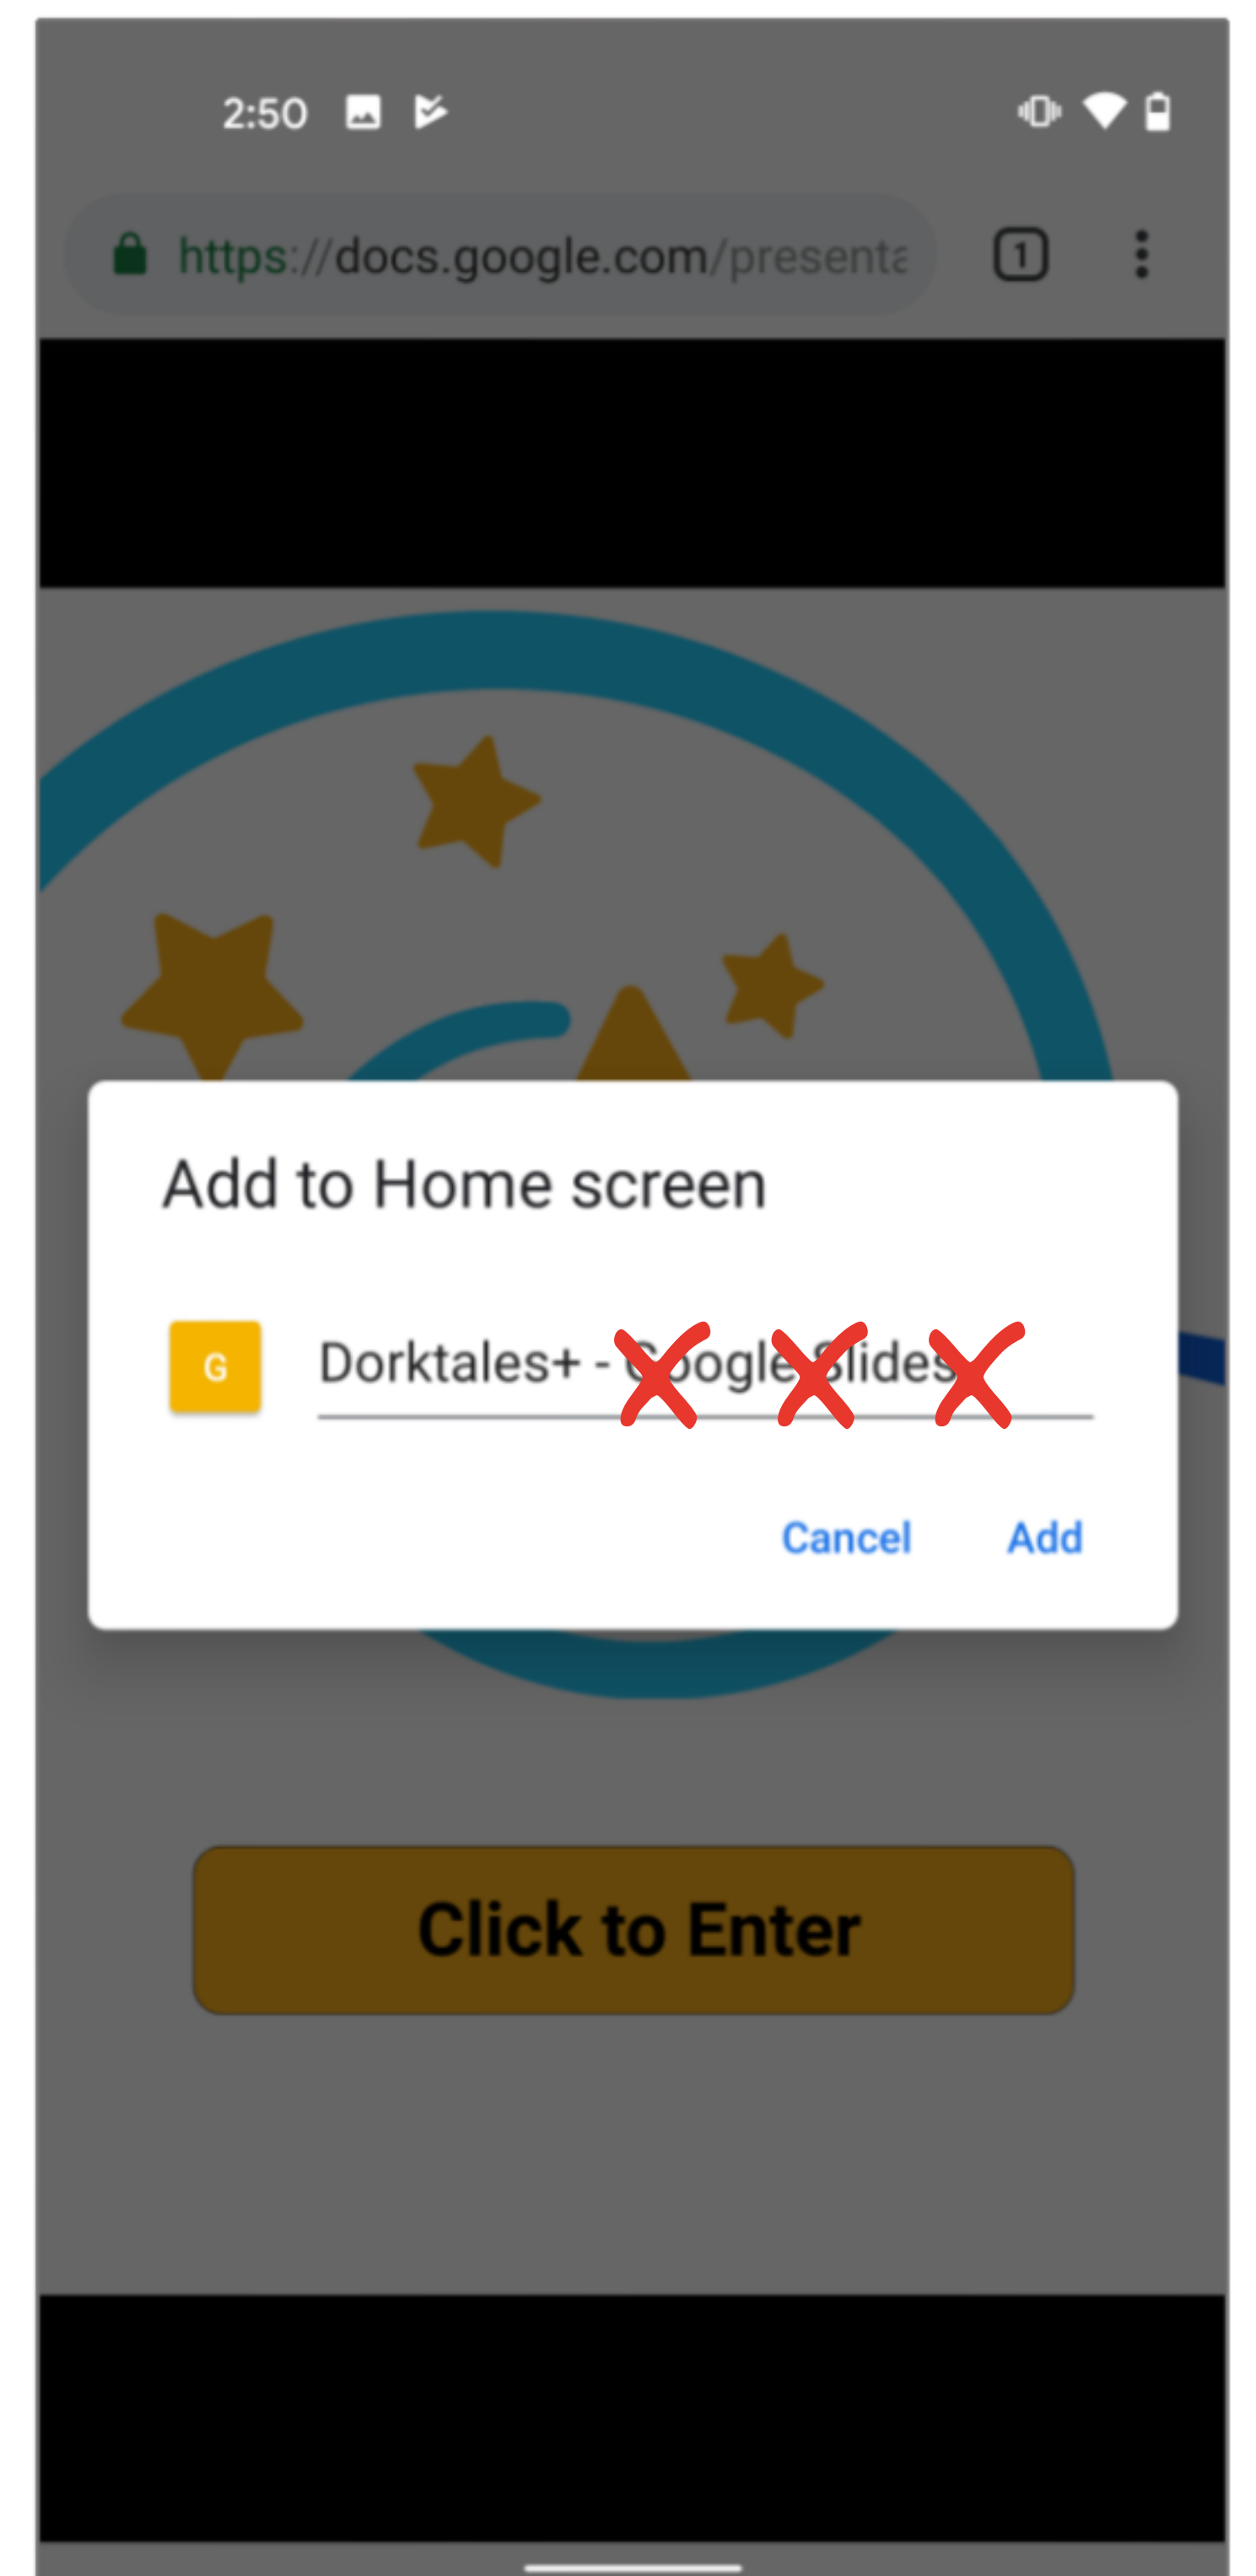 2:50
https://docs.google.com/presenta
1
Add to Home screen
G
Dorktales+ - Google Slides
Cancel
Add
Click to Enter